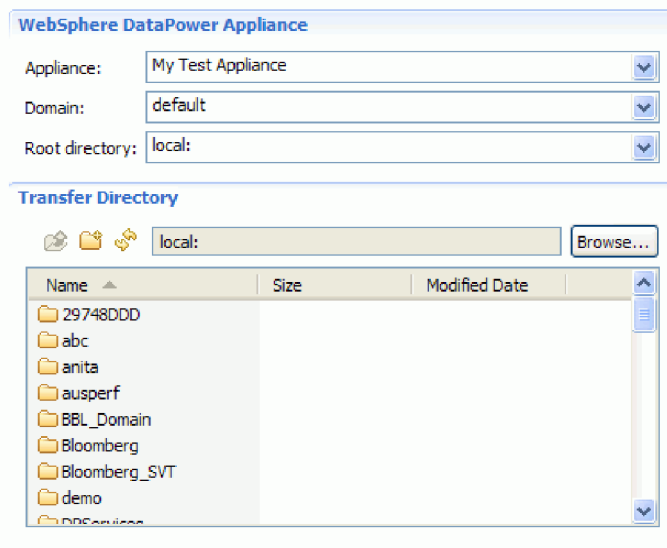 WebSphere DataPower Appliance
Appliance: My Test Appliance
Domain: default
Root directory: local:
Transfer Directory
local: Browse...
Name Size Modified Date
29748DDD
abc
anita
ausperf
BBL_Domain
Bloomberg
Bloomberg_SVT
demo